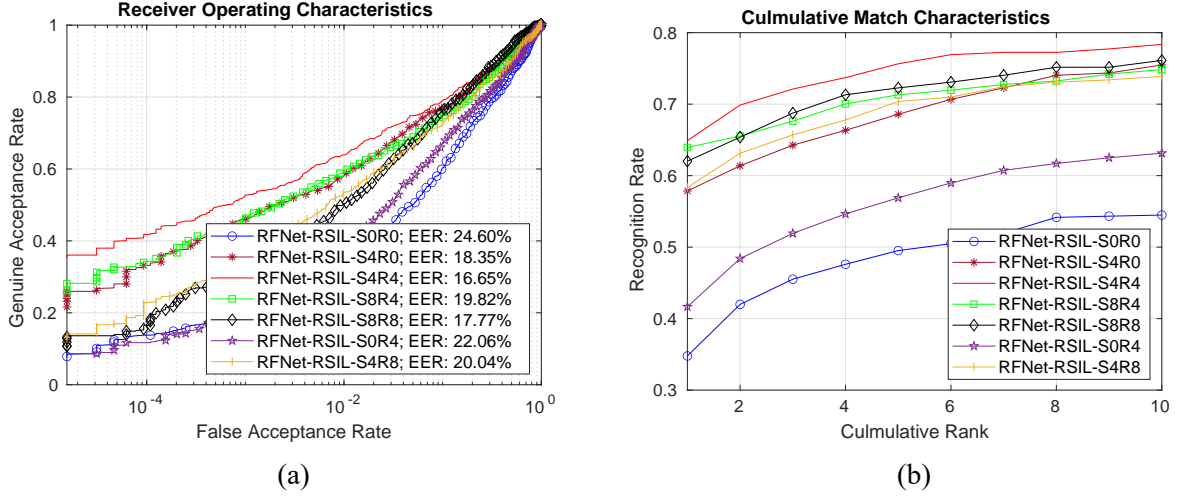 Receiver Operating Characteristics
1
0.8
0.6
0.4
0.2
0
10^-4
10^-2
10^0
Genuine Acceptance Rate
False Acceptance Rate
RFNet-RSIL-S0R0; EER: 24.60%
RFNet-RSIL-S4R0; EER: 18.35%
RFNet-RSIL-S4R4; EER: 16.65%
RFNet-RSIL-S8R4; EER: 19.82%
RFNet-RSIL-S8R8; EER: 17.77%
RFNet-RSIL-S0R4; EER: 22.06%
RFNet-RSIL-S4R8; EER: 20.04%
(a)
Culmulative Match Characteristics
0.8
0.7
0.6
0.5
0.4
0.3
2
4
6
8
10
Recognition Rate
Culmulative Rank
RFNet-RSIL-S0R0
RFNet-RSIL-S4R0
RFNet-RSIL-S4R4
RFNet-RSIL-S8R4
RFNet-RSIL-S8R8
RFNet-RSIL-S0R4
RFNet-RSIL-S4R8
(b)